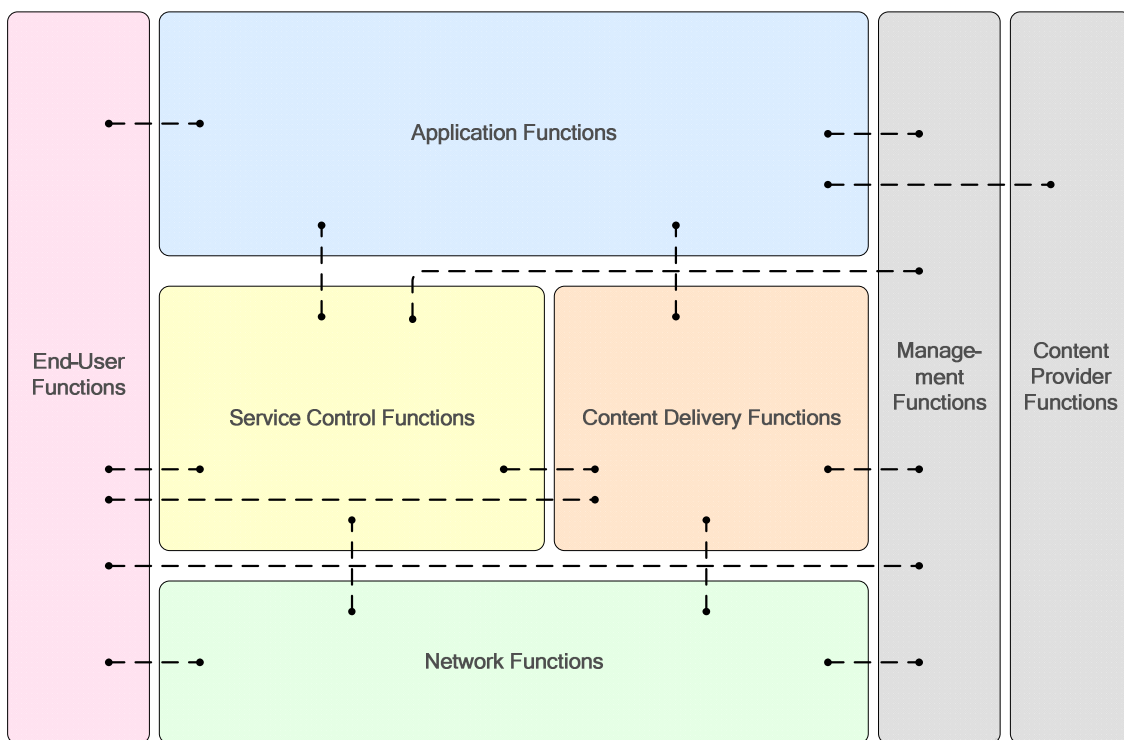 Application Functions
End-User
Functions
Service Control Functions
Content Delivery Functions
Manage-
ment
Functions
Content
Provider
Functions
Network Functions